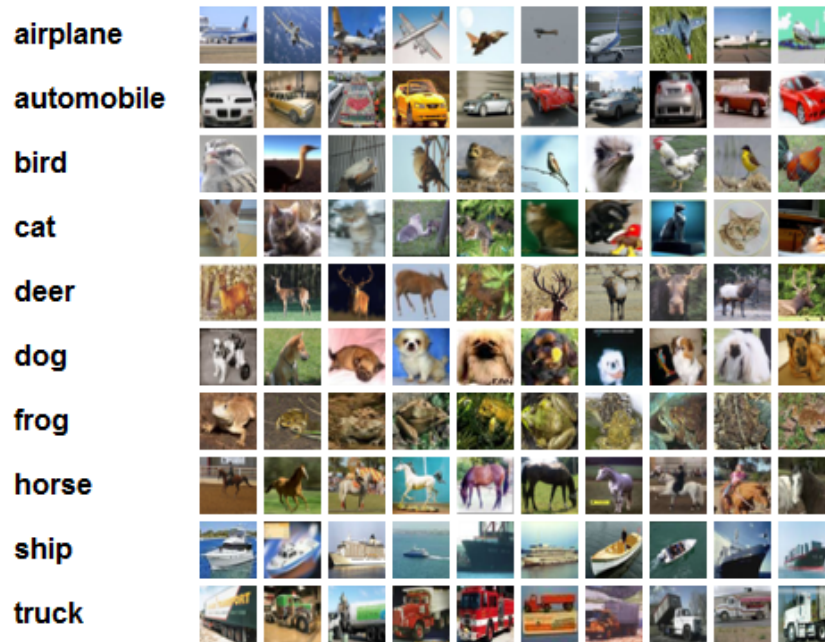 airplane
automobile
bird
cat
deer
dog
frog
horse
ship
truck